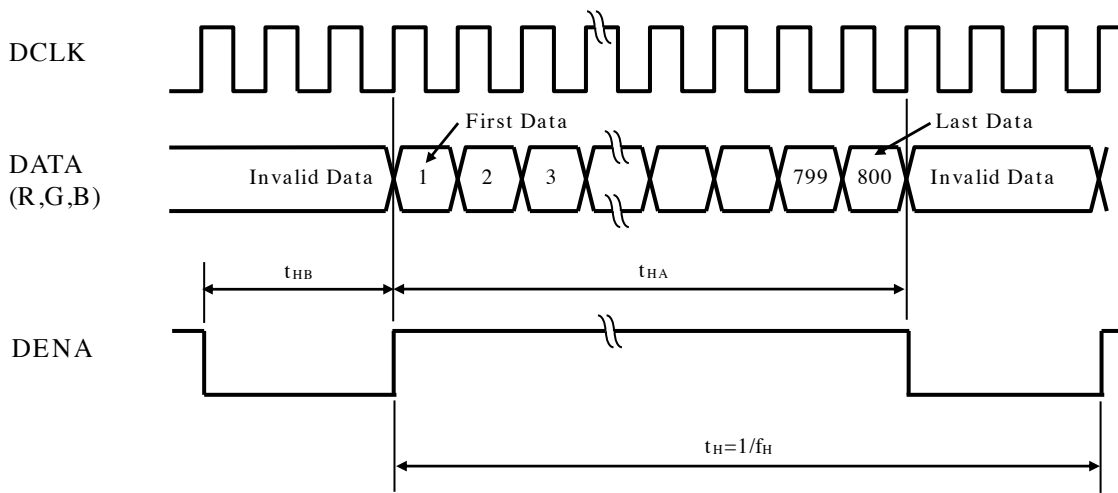 DCLK
First Data
Last Data
DATA
(R,G,B)
Invalid Data
1
2
3
799
800
Invalid Data
tHB
tHA
DENA
tH=1/fH